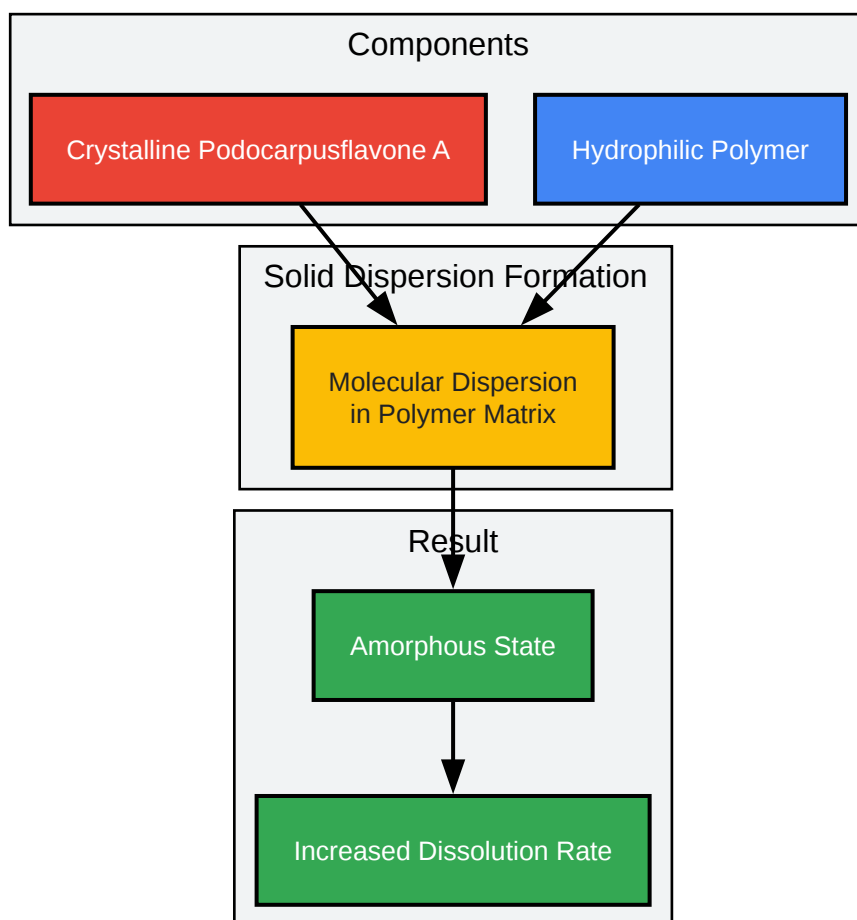 Components
Crystalline Podocarpusflavone A
Hydrophilic Polymer
Solid Dispersion Formation
Molecular Dispersion
in Polymer Matrix
Result
Amorphous State
Increased Dissolution Rate